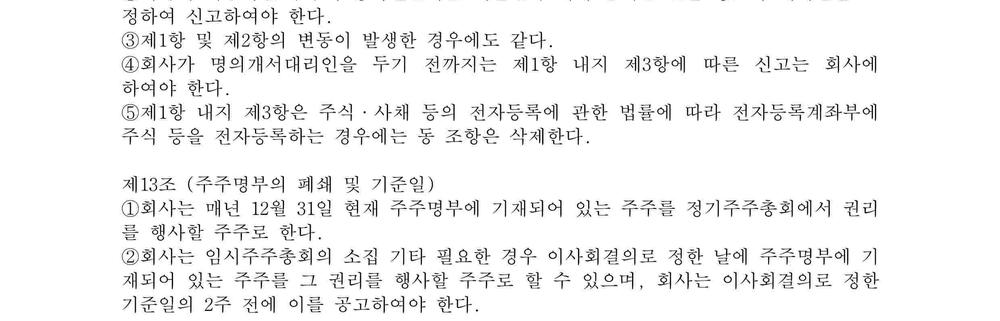 정하여 신고하여야 한다.
③제1항 및 제2항의 변동이 발생한 경우에도 같다.
④회사가 명의개서대리인을 두기 전까지는 제1항 내지 제3항에 따른 신고는 회사에
하여야 한다.
⑤제1항 내지 제3항은 주식·사채 등의 전자등록에 관한 법률에 따라 전자등록계좌부에
주식 등을 전자등록하는 경우에는 동 조항은 삭제한다.
제13조 (주주명부의 폐쇄 및 기준일)
①회사는 매년 12월 31일 현재 주주명부에 기재되어 있는 주주를 정기주주총회에서 권리
를 행사할 주주로 한다.
②회사는 임시주주총회의 소집 기타 필요한 경우 이사회결의로 정한 날에 주주명부에 기
재되어 있는 주주를 그 권리를 행사할 주주로 할 수 있으며, 회사는 이사회결의로 정한
기준일의 2주 전에 이를 공고하여야 한다.